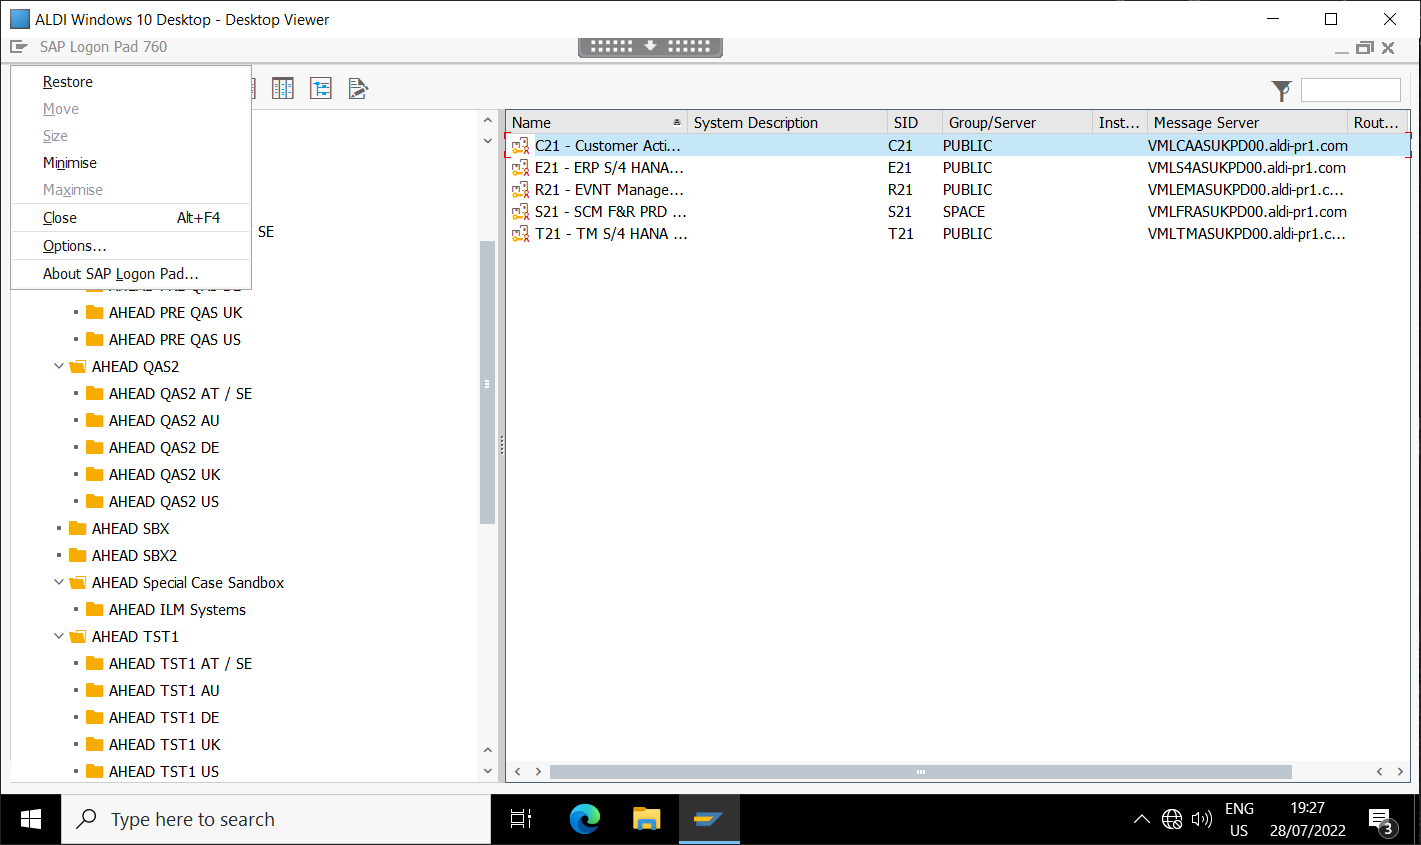 ALDI Windows 10 Desktop - Desktop Viewer
SAP Logon Pad 760
Restore
Move
Size
Minimise
Maximise
Close Alt+F4
Options...
About SAP Logon Pad...
SE
AHEAD PRE QAS UK
AHEAD PRE QAS US
AHEAD QAS2
AHEAD QAS2 AT / SE
AHEAD QAS2 AU
AHEAD QAS2 DE
AHEAD QAS2 UK
AHEAD QAS2 US
AHEAD SBX
AHEAD SBX2
AHEAD Special Case Sandbox
AHEAD ILM Systems
AHEAD TST1
AHEAD TST1 AT / SE
AHEAD TST1 AU
AHEAD TST1 DE
AHEAD TST1 UK
AHEAD TST1 US
Name System Description SID Group/Server Inst... Message Server Rout...
C21 - Customer Acti... C21 PUBLIC VMLCAASUKPD00.aldi-pr1.com
E21 - ERP S/4 HANA... E21 PUBLIC VMLS4ASUKPD00.aldi-pr1.com
R21 - EVNT Manage... R21 PUBLIC VMLEMASUKPD00.aldi-pr1.c...
S21 - SCM F&R PRD ... S21 SPACE VMLFRASUKPD00.aldi-pr1.com
T21 - TM S/4 HANA ... T21 PUBLIC VMLTMASUKPD00.aldi-pr1.c...
Type here to search
ENG
US
19:27
28/07/2022
3